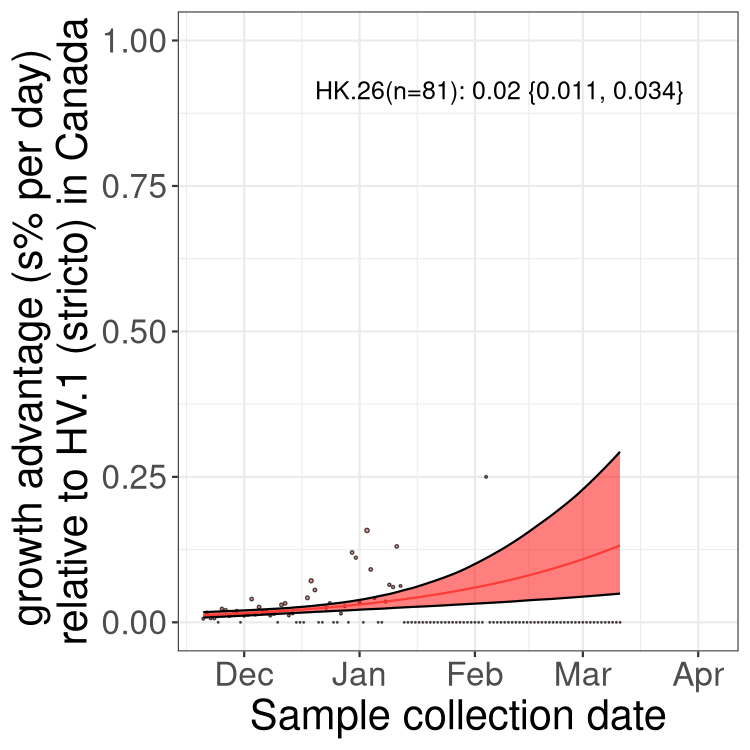 growth advantage (s% per day)
relative to HV.1 (stricto) in Canada
1.00
0.75
0.50
0.25
0.00
HK.26(n=81): 0.02 {0.011, 0.034}
Dec Jan Feb Mar Apr
Sample collection date